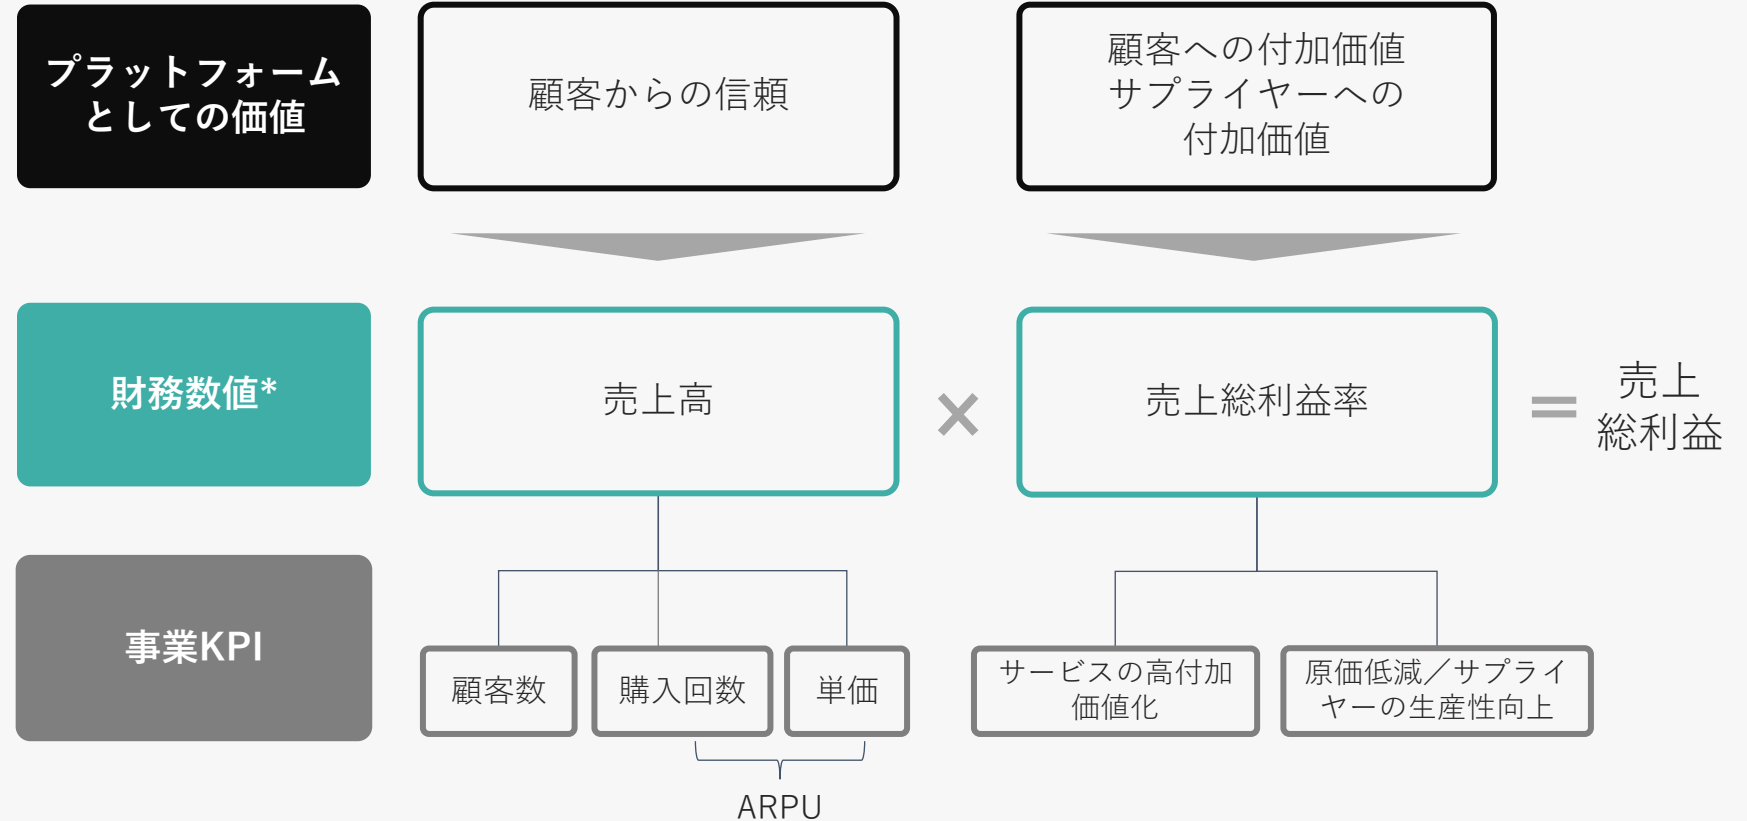 プラットフォーム
としての価値
顧客からの信頼
顧客への付加価値
サプライヤーへの
付加価値
財務数値*
売上高
×
売上総利益率
＝
売上
総利益
事業KPI
顧客数
購入回数
単価
サービスの高付加
価値化
原価低減／サプライ
ヤーの生産性向上
ARPU